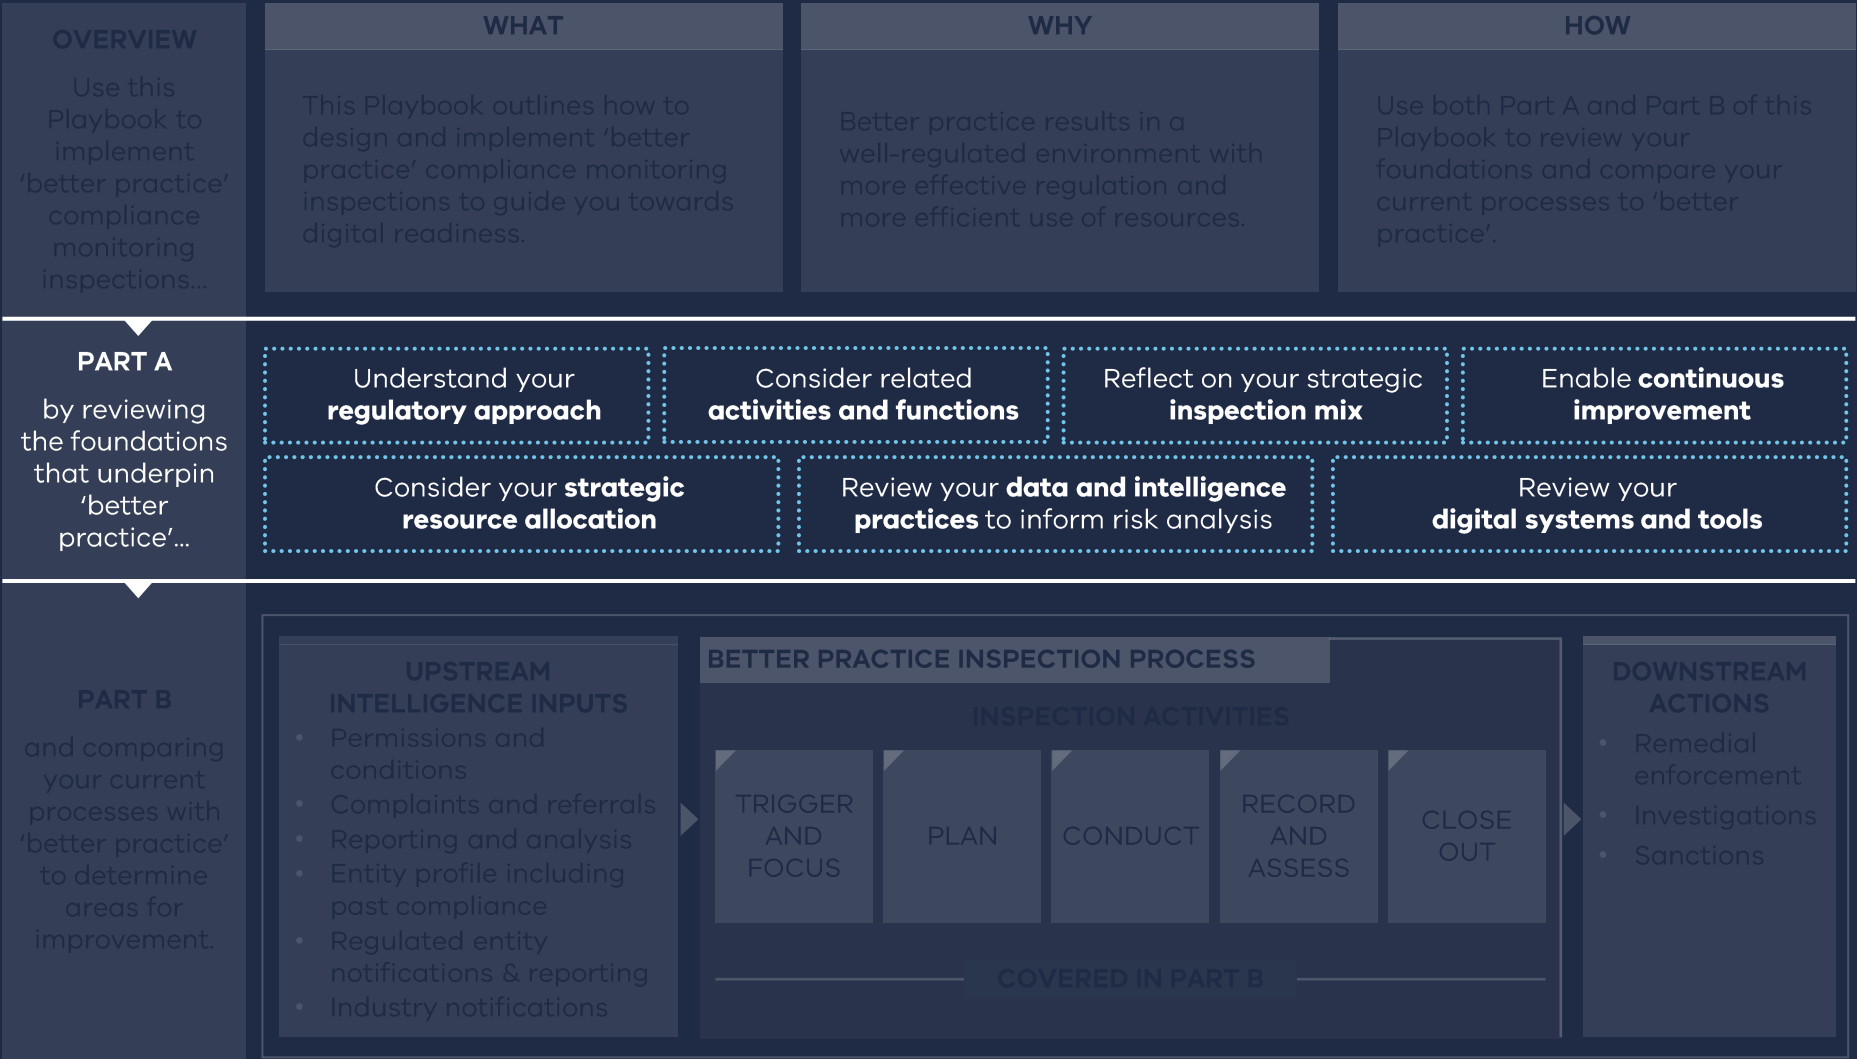 OVERVIEW
Use this
Playbook to
implement
‘better practice’
compliance
monitoring
inspections...
WHAT
This Playbook outlines how to
design and implement ‘better
practice’ compliance monitoring
inspections to guide you towards
digital readiness.
WHY
Better practice results in a
well-regulated environment with
more effective regulation and
more efficient use of resources.
HOW
Use both Part A and Part B of this
Playbook to review your
foundations and compare your
current processes to ‘better
practice’.
PART A
by reviewing
the foundations
that underpin
‘better
practice’...
Understand your
regulatory approach
Consider related
activities and functions
Reflect on your strategic
inspection mix
Enable continuous
improvement
Consider your strategic
resource allocation
Review your data and intelligence
practices to inform risk analysis
Review your
digital systems and tools
PART B
and comparing
your current
processes with
‘better practice’
to determine
areas for
improvement.
UPSTREAM
INTELLIGENCE INPUTS
• Permissions and
conditions
• Complaints and referrals
• Reporting and analysis
• Entity profile including
past compliance
• Regulated entity
notifications & reporting
• Industry notifications
BETTER PRACTICE INSPECTION PROCESS
INSPECTION ACTIVITIES
TRIGGER
AND
FOCUS
PLAN
CONDUCT
RECORD
AND
ASSESS
CLOSE
OUT
COVERED IN PART B
DOWNSTREAM
ACTIONS
• Remedial
enforcement
• Investigations
• Sanctions